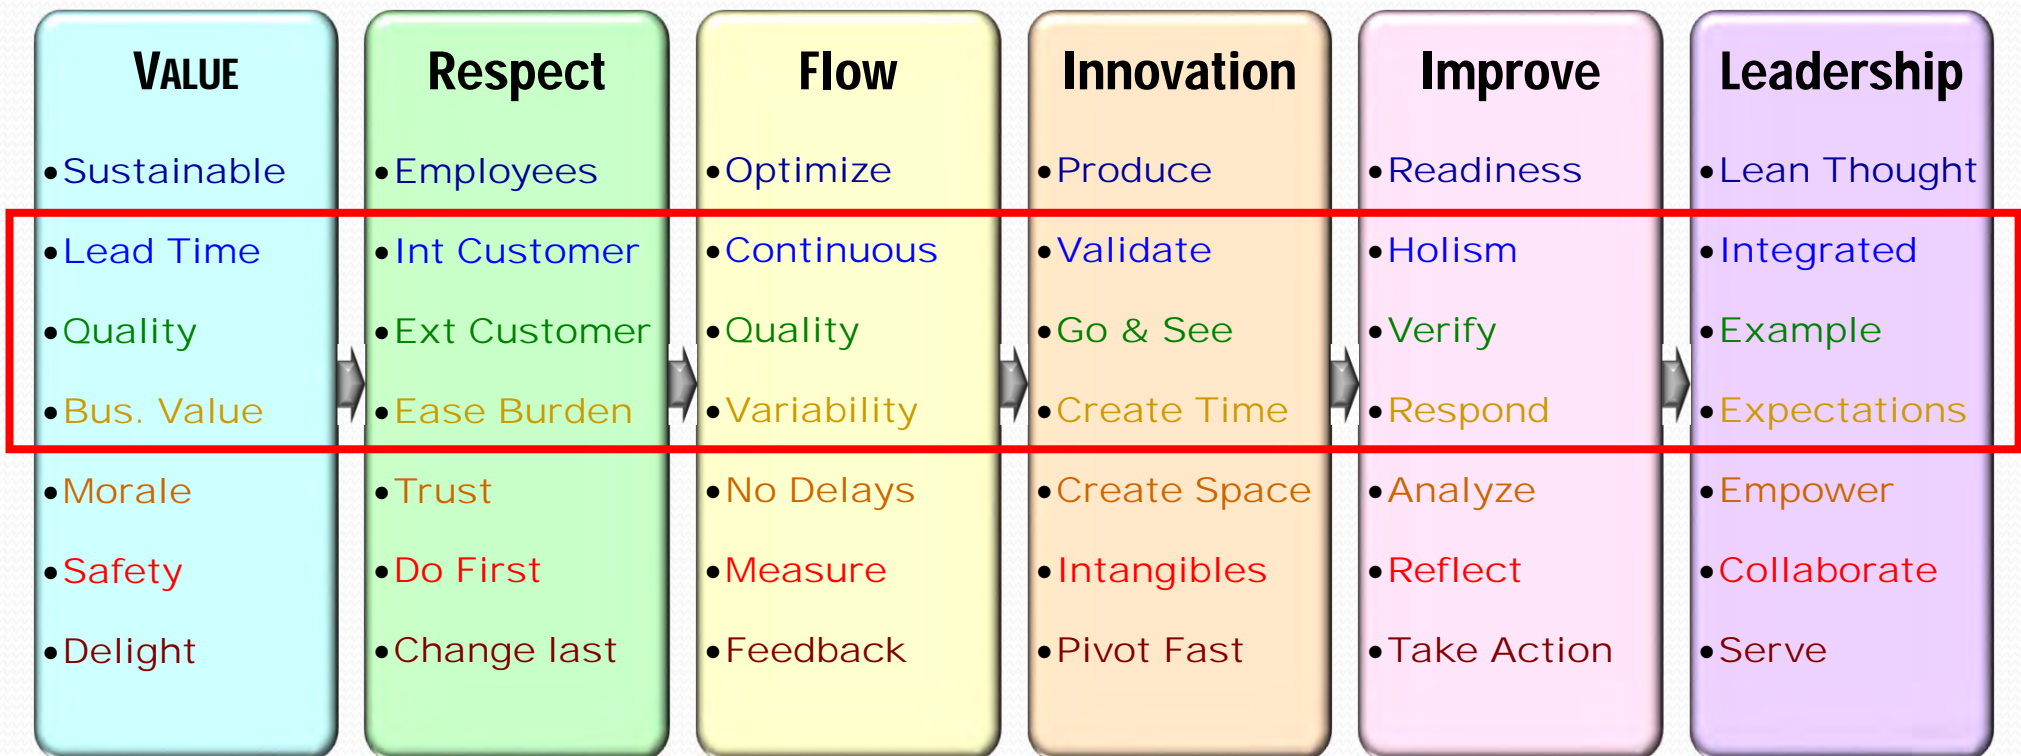 VALUE
• Sustainable
• Lead Time
• Quality
• Bus. Value
• Morale
• Safety
• Delight
Respect
• Employees
• Int Customer
• Ext Customer
• Ease Burden
• Trust
• Do First
• Change last
Flow
• Optimize
• Continuous
• Quality
• Variability
• No Delays
• Measure
• Feedback
Innovation
• Produce
• Validate
• Go & See
• Create Time
• Create Space
• Intangibles
• Pivot Fast
Improve
• Readiness
• Holism
• Verify
• Respond
• Analyze
• Reflect
• Take Action
Leadership
• Lean Thought
• Integrated
• Example
• Expectations
• Empower
• Collaborate
• Serve